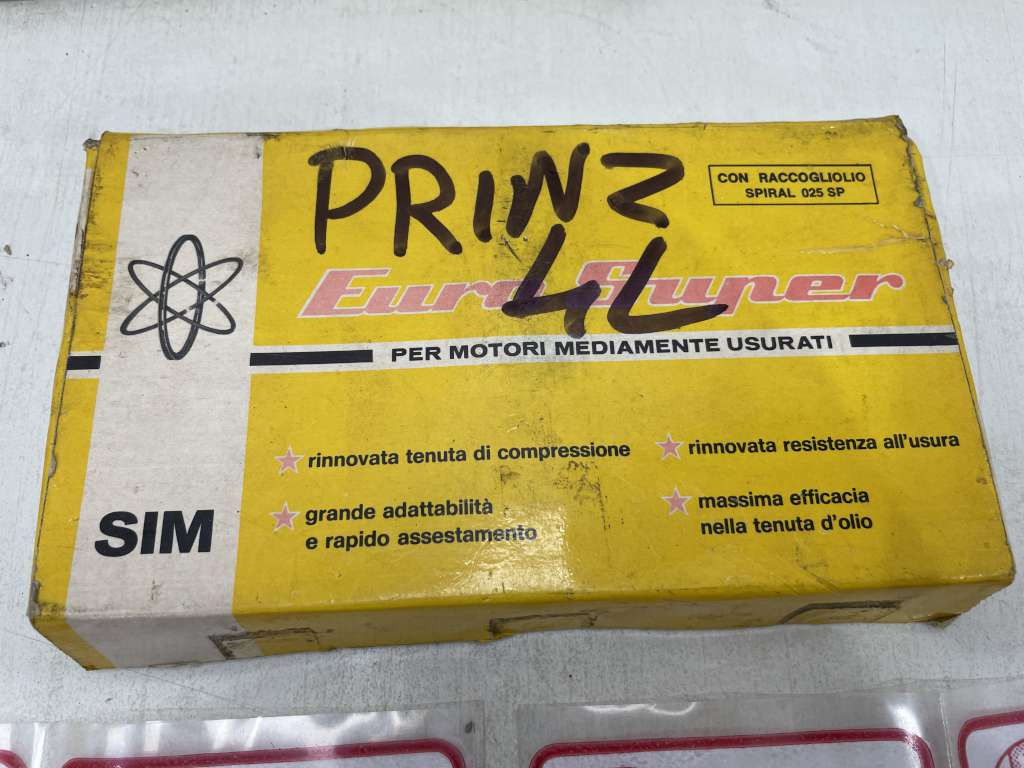 PRINZ
4L
CON RACCOGLIOLIO
SPIRAL 025 SP
Euro Super
PER MOTORI MEDIAMENTE USURATI
rinnovata tenuta di compressione
rinnovata resistenza all'usura
grande adattabilità
e rapido assestamento
massima efficacia
nella tenuta d'olio
SIM